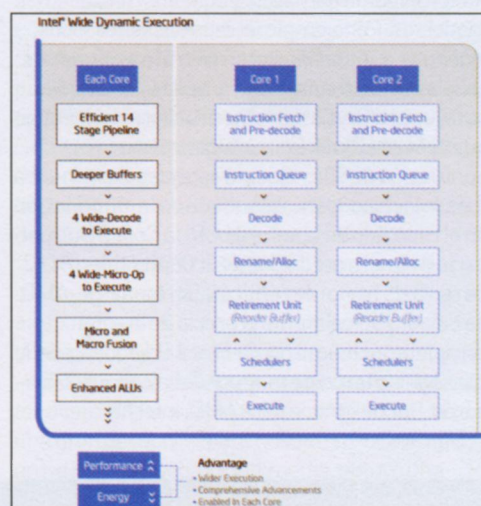 Intel® Wide Dynamic Execution
Each Core
Efficient 14
Stage Pipeline
Deeper Buffers
4 Wide-Decode
to Execute
4 Wide-Micro-Op
to Execute
Micro and
Macro Fusion
Enhanced ALUs
Core 1
Instruction Fetch
and Pre-decode
Instruction Queue
Decode
Rename/Alloc
Retirement Unit
(Reorder Buffer)
Schedulers
Execute
Core 2
Instruction Fetch
and Pre-decode
Instruction Queue
Decode
Rename/Alloc
Retirement Unit
(Reorder Buffer)
Schedulers
Execute
Performance
Energy
Advantage
• Wider Execution
• Comprehensive Advancements
• Enabled In Each Core